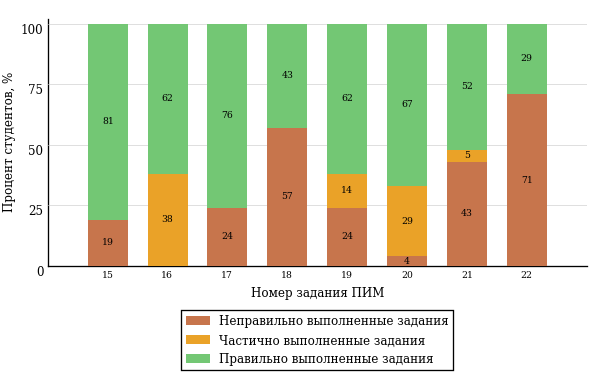 Процент студентов, %
100
75
50
25
0
81 62 76 43 62 67 52 29
38 14 29 5
19 24 57 24 4 43 71
15 16 17 18 19 20 21 22
Номер задания ПИМ
Неправильно выполненные задания
Частично выполненные задания
Правильно выполненные задания